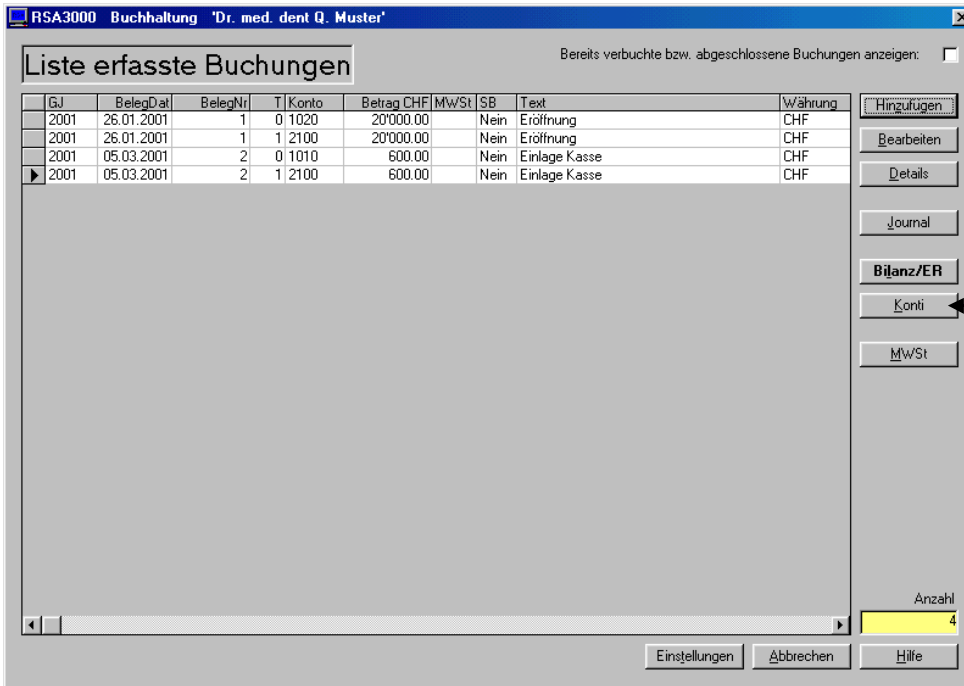 RSA3000 Buchhaltung 'Dr. med. dent Q. Muster'
Liste erfasste Buchungen
Bereits verbuchte bzw. abgeschlossene Buchungen anzeigen:
GJ BelegDat BelegNr T Konto Betrag CHF MWSt SB Text Währung
2001 26.01.2001 1 0 1020 20'000.00 Nein Eröffnung CHF
2001 26.01.2001 1 1 2100 20'000.00 Nein Eröffnung CHF
2001 05.03.2001 2 0 1010 600.00 Nein Einlage Kasse CHF
2001 05.03.2001 2 1 2100 600.00 Nein Einlage Kasse CHF
Hinzufügen
Bearbeiten
Details
Journal
Bilanz/ER
Konti
MWSt
Anzahl
4
Einstellungen Abbrechen Hilfe